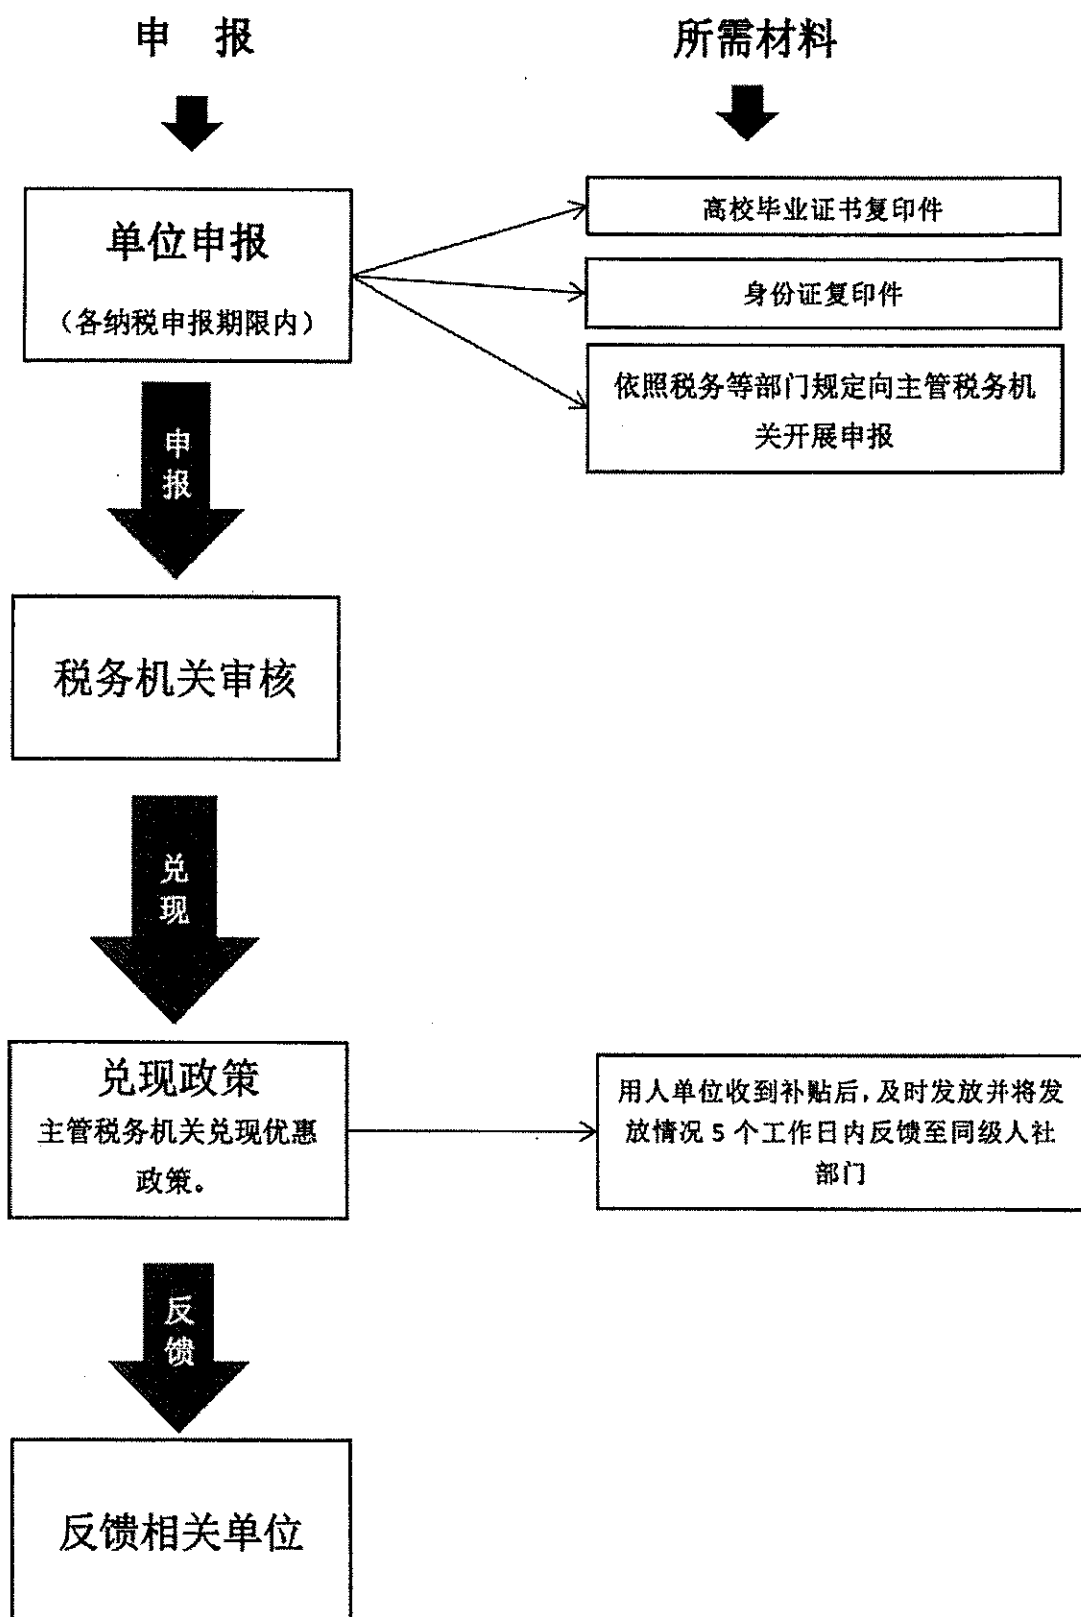 申 报
所需材料
单位申报
（各纳税申报期限内）
高校毕业证书复印件
身份证复印件
依照税务等部门规定向主管税务机
关开展申报
申
报
税务机关审核
兑
现
兑现政策
主管税务机关兑现优惠
政策。
用人单位收到补贴后,及时发放并将发
放情况 5 个工作日内反馈至同级人社
部门
反
馈
反馈相关单位